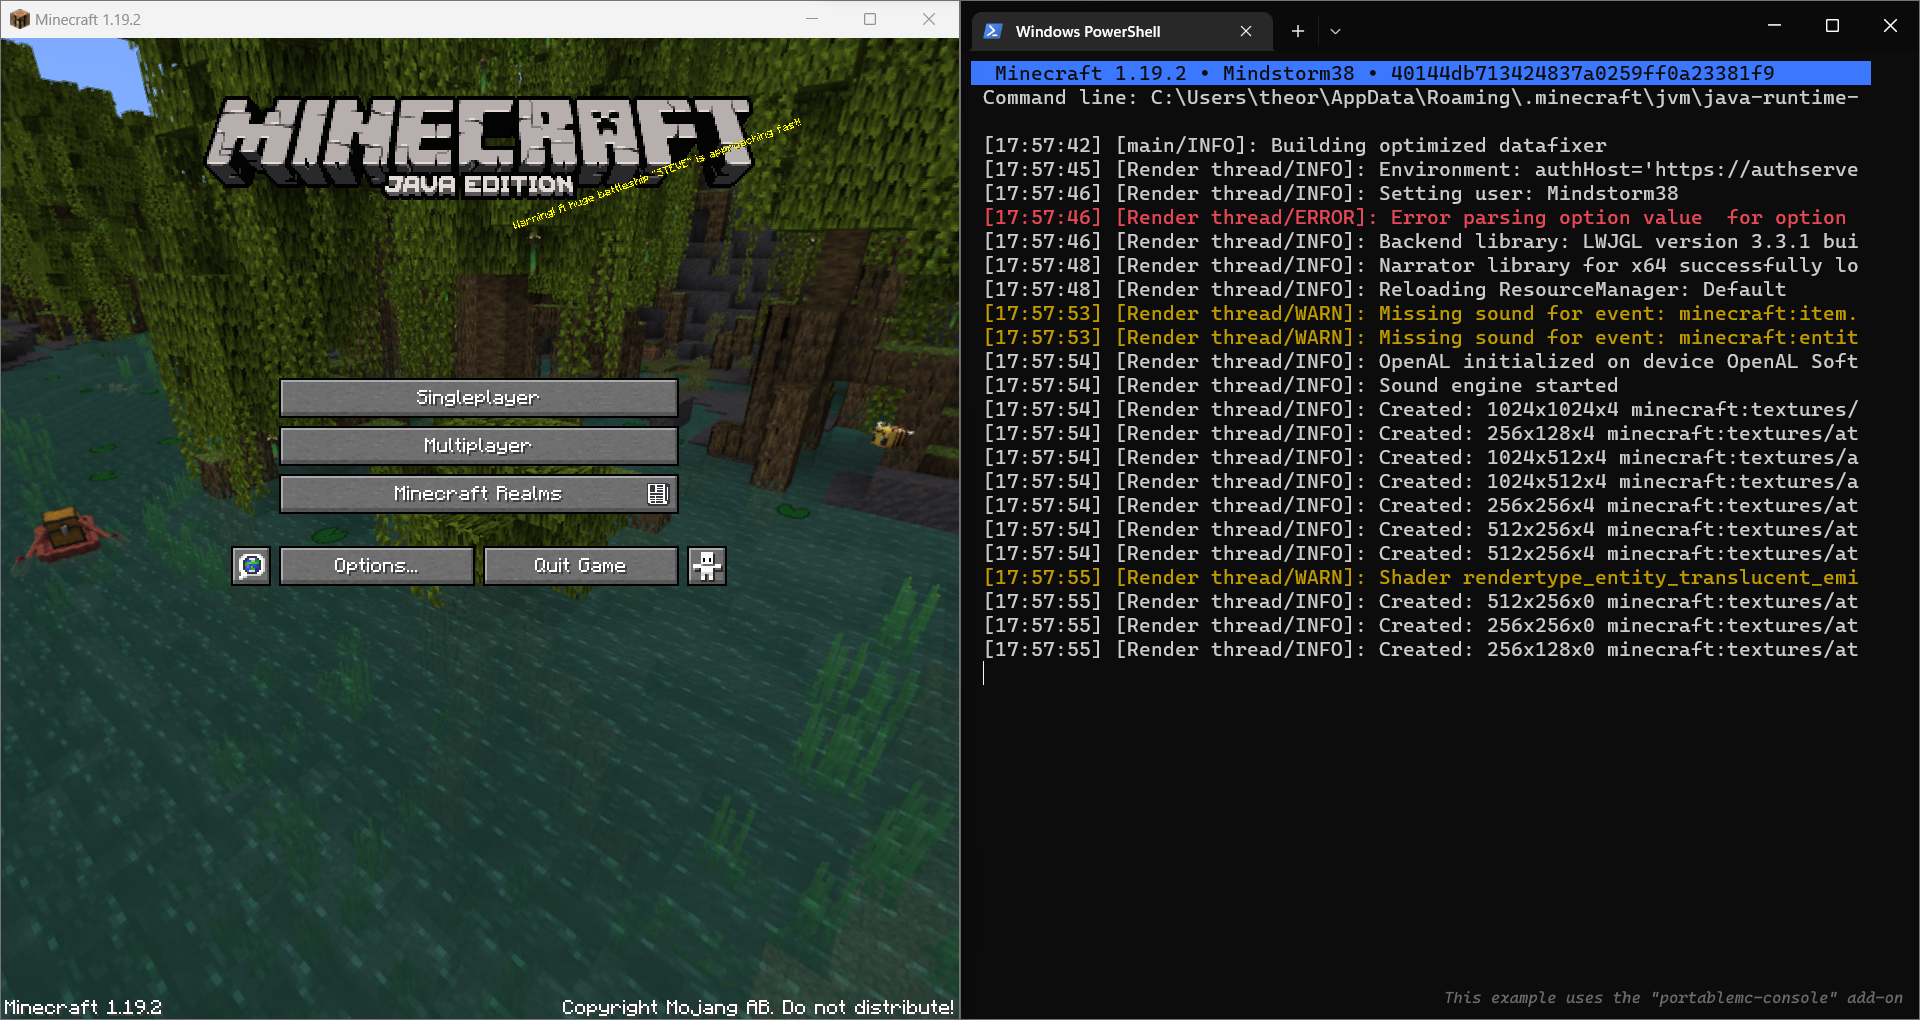 Minecraft 1.19.2
MINECRAFT
JAVA EDITION
Warning! A huge battleship "STEVE" is approaching fast!
Singleplayer
Multiplayer
Minecraft Realms
Options...
Quit Game
Minecraft 1.19.2
Copyright Mojang AB. Do not distribute!
Windows PowerShell
Minecraft 1.19.2 • Mindstorm38 • 40144db713424837a0259ff0a23381f9
Command line: C:\Users\theor\AppData\Roaming\.minecraft\jvm\java-runtime-
[17:57:42] [main/INFO]: Building optimized datafixer
[17:57:45] [Render thread/INFO]: Environment: authHost='https://authserve
[17:57:46] [Render thread/INFO]: Setting user: Mindstorm38
[17:57:46] [Render thread/ERROR]: Error parsing option value  for option
[17:57:46] [Render thread/INFO]: Backend library: LWJGL version 3.3.1 bui
[17:57:48] [Render thread/INFO]: Narrator library for x64 successfully lo
[17:57:48] [Render thread/INFO]: Reloading ResourceManager: Default
[17:57:53] [Render thread/WARN]: Missing sound for event: minecraft:item.
[17:57:53] [Render thread/WARN]: Missing sound for event: minecraft:entit
[17:57:54] [Render thread/INFO]: OpenAL initialized on device OpenAL Soft
[17:57:54] [Render thread/INFO]: Sound engine started
[17:57:54] [Render thread/INFO]: Created: 1024x1024x4 minecraft:textures/
[17:57:54] [Render thread/INFO]: Created: 256x128x4 minecraft:textures/at
[17:57:54] [Render thread/INFO]: Created: 1024x512x4 minecraft:textures/a
[17:57:54] [Render thread/INFO]: Created: 1024x512x4 minecraft:textures/a
[17:57:54] [Render thread/INFO]: Created: 256x256x4 minecraft:textures/at
[17:57:54] [Render thread/INFO]: Created: 512x256x4 minecraft:textures/at
[17:57:54] [Render thread/INFO]: Created: 512x256x4 minecraft:textures/at
[17:57:55] [Render thread/WARN]: Shader rendertype_entity_translucent_emi
[17:57:55] [Render thread/INFO]: Created: 512x256x0 minecraft:textures/at
[17:57:55] [Render thread/INFO]: Created: 256x256x0 minecraft:textures/at
[17:57:55] [Render thread/INFO]: Created: 256x128x0 minecraft:textures/at
This example uses the "portablemc-console" add-on